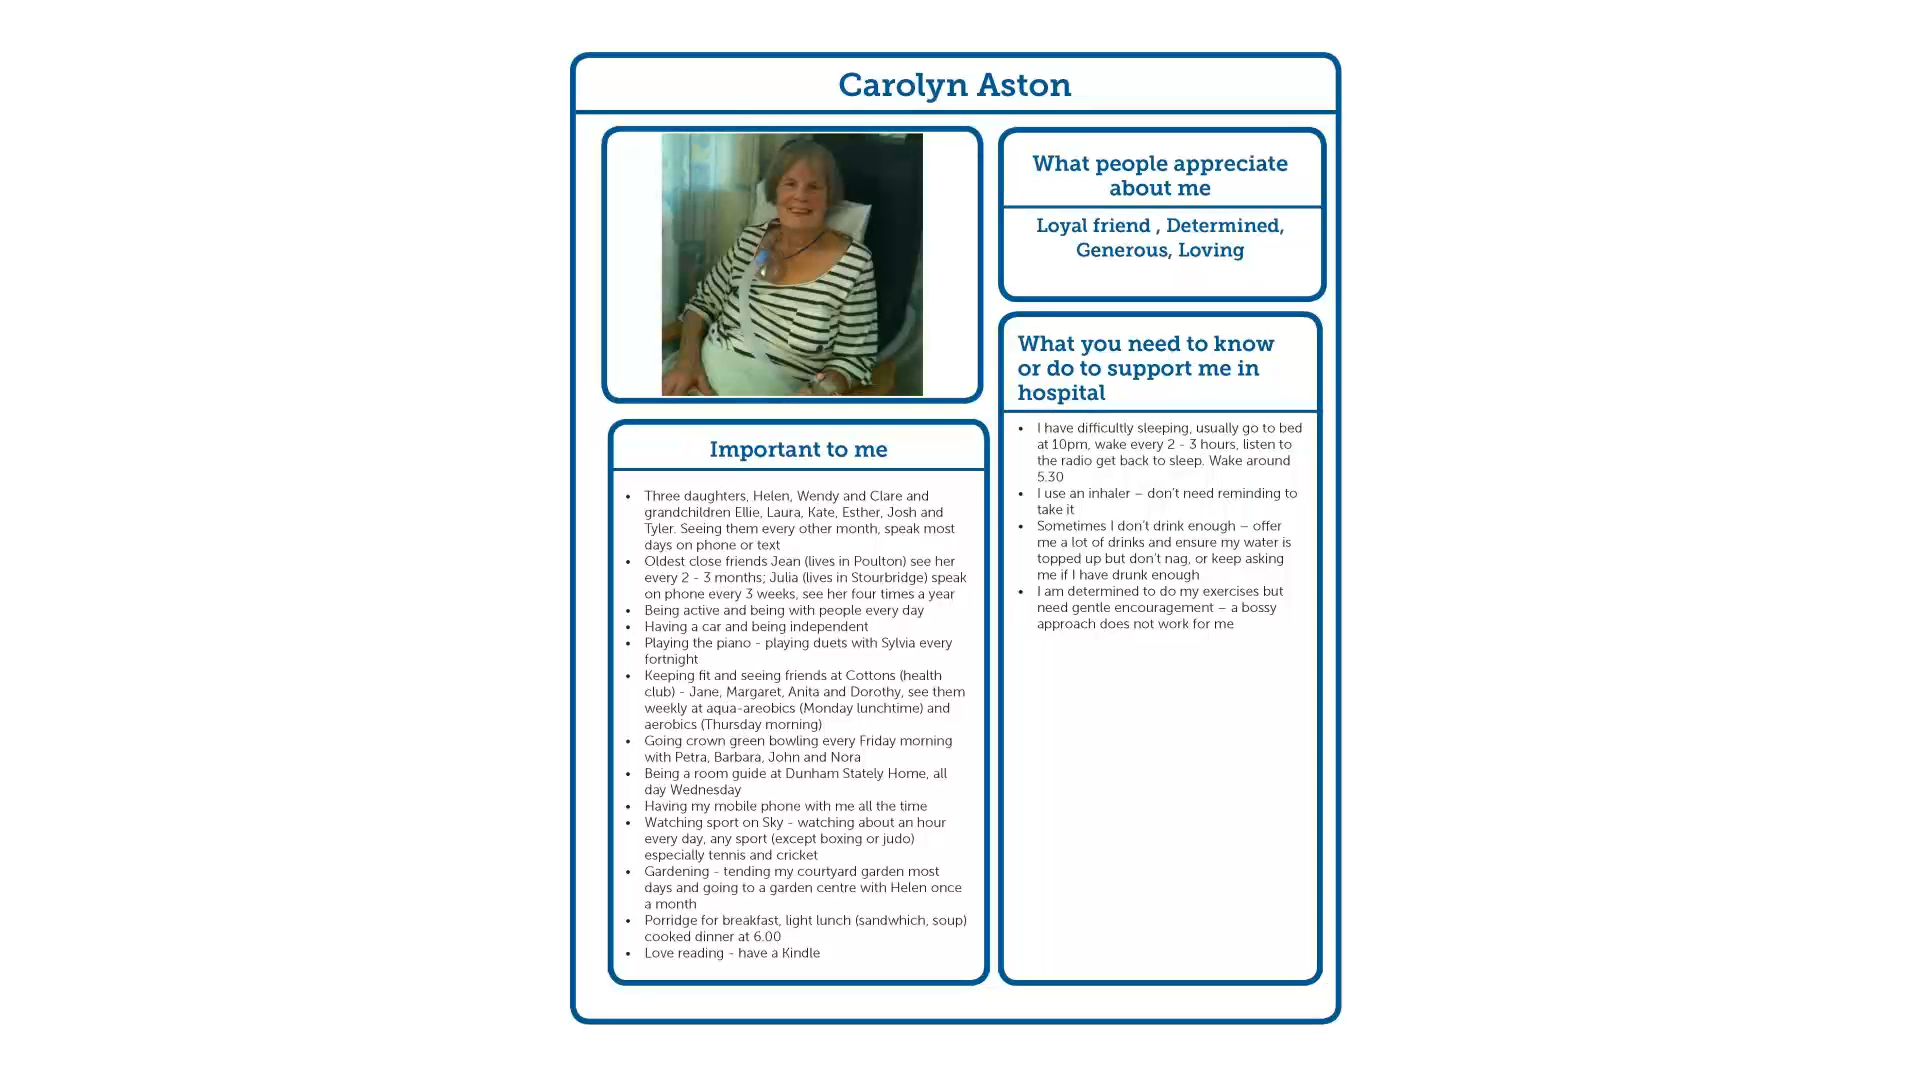 Carolyn Aston
What people appreciate
about me
Loyal friend , Determined,
Generous, Loving
What you need to know
or do to support me in
hospital
• I have difficultly sleeping, usually go to bed
at 10pm, wake every 2 - 3 hours, listen to
the radio get back to sleep. Wake around
5.30
• I use an inhaler – don’t need reminding to
take it
• Sometimes I don’t drink enough – offer
me a lot of drinks and ensure my water is
topped up but don’t nag, or keep asking
me if I have drunk enough
• I am determined to do my exercises but
need gentle encouragement – a bossy
approach does not work for me
Important to me
• Three daughters, Helen, Wendy and Clare and
grandchildren Ellie, Laura, Kate, Esther, Josh and
Tyler. Seeing them every other month, speak most
days on phone or text
• Oldest close friends Jean (lives in Poulton) see her
every 2 - 3 months; Julia (lives in Stourbridge) speak
on phone every 3 weeks, see her four times a year
• Being active and being with people every day
• Having a car and being independent
• Playing the piano - playing duets with Sylvia every
fortnight
• Keeping fit and seeing friends at Cottons (health
club) - Jane, Margaret, Anita and Dorothy, see them
weekly at aqua-areobics (Monday lunchtime) and
aerobics (Thursday morning)
• Going crown green bowling every Friday morning
with Petra, Barbara, John and Nora
• Being a room guide at Dunham Stately Home, all
day Wednesday
• Having my mobile phone with me all the time
• Watching sport on Sky - watching about an hour
every day, any sport (except boxing or judo)
especially tennis and cricket
• Gardening - tending my courtyard garden most
days and going to a garden centre with Helen once
a month
• Porridge for breakfast, light lunch (sandwhich, soup)
cooked dinner at 6.00
• Love reading - have a Kindle